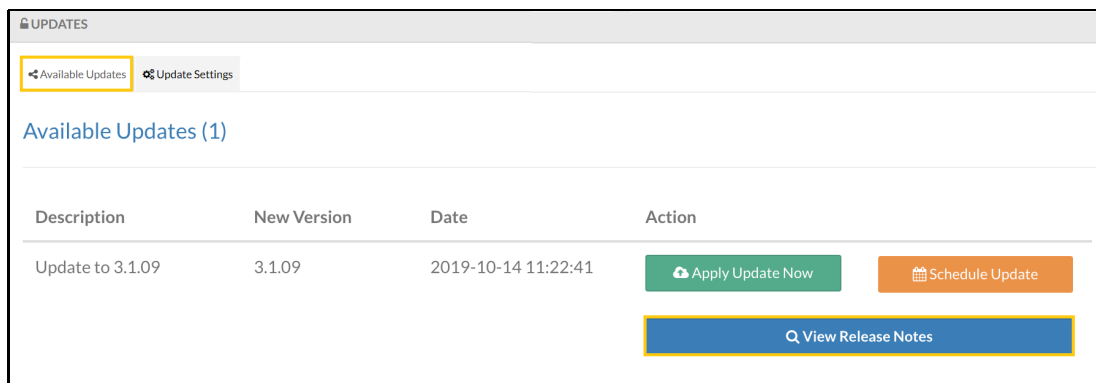 UPDATES
Available Updates Update Settings
Available Updates (1)
Description New Version Date Action
Update to 3.1.09 3.1.09 2019-10-14 11:22:41 Apply Update Now Schedule Update
View Release Notes